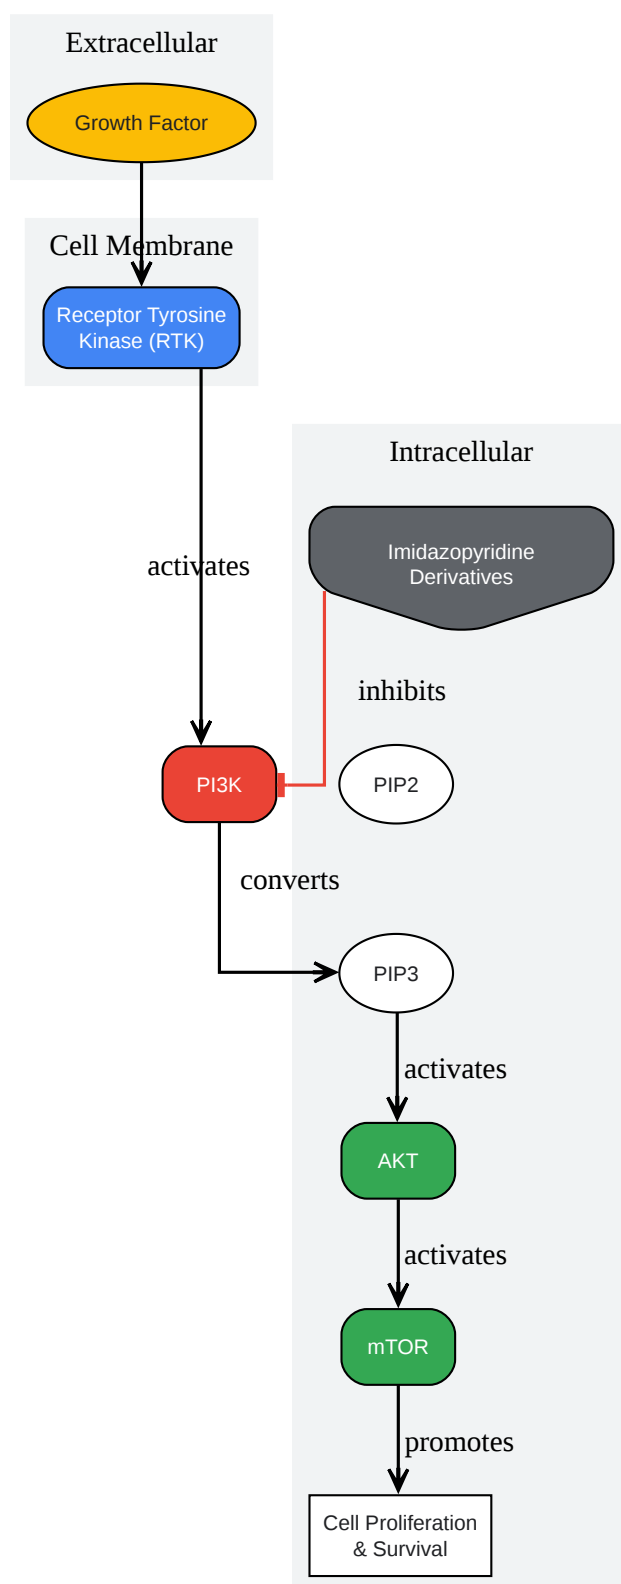 Extracellular
Growth Factor
Cell Membrane
Receptor Tyrosine
Kinase (RTK)
Intracellular
Imidazopyridine
Derivatives
activates
inhibits
PI3K
PIP2
converts
PIP3
activates
AKT
activates
mTOR
promotes
Cell Proliferation
& Survival